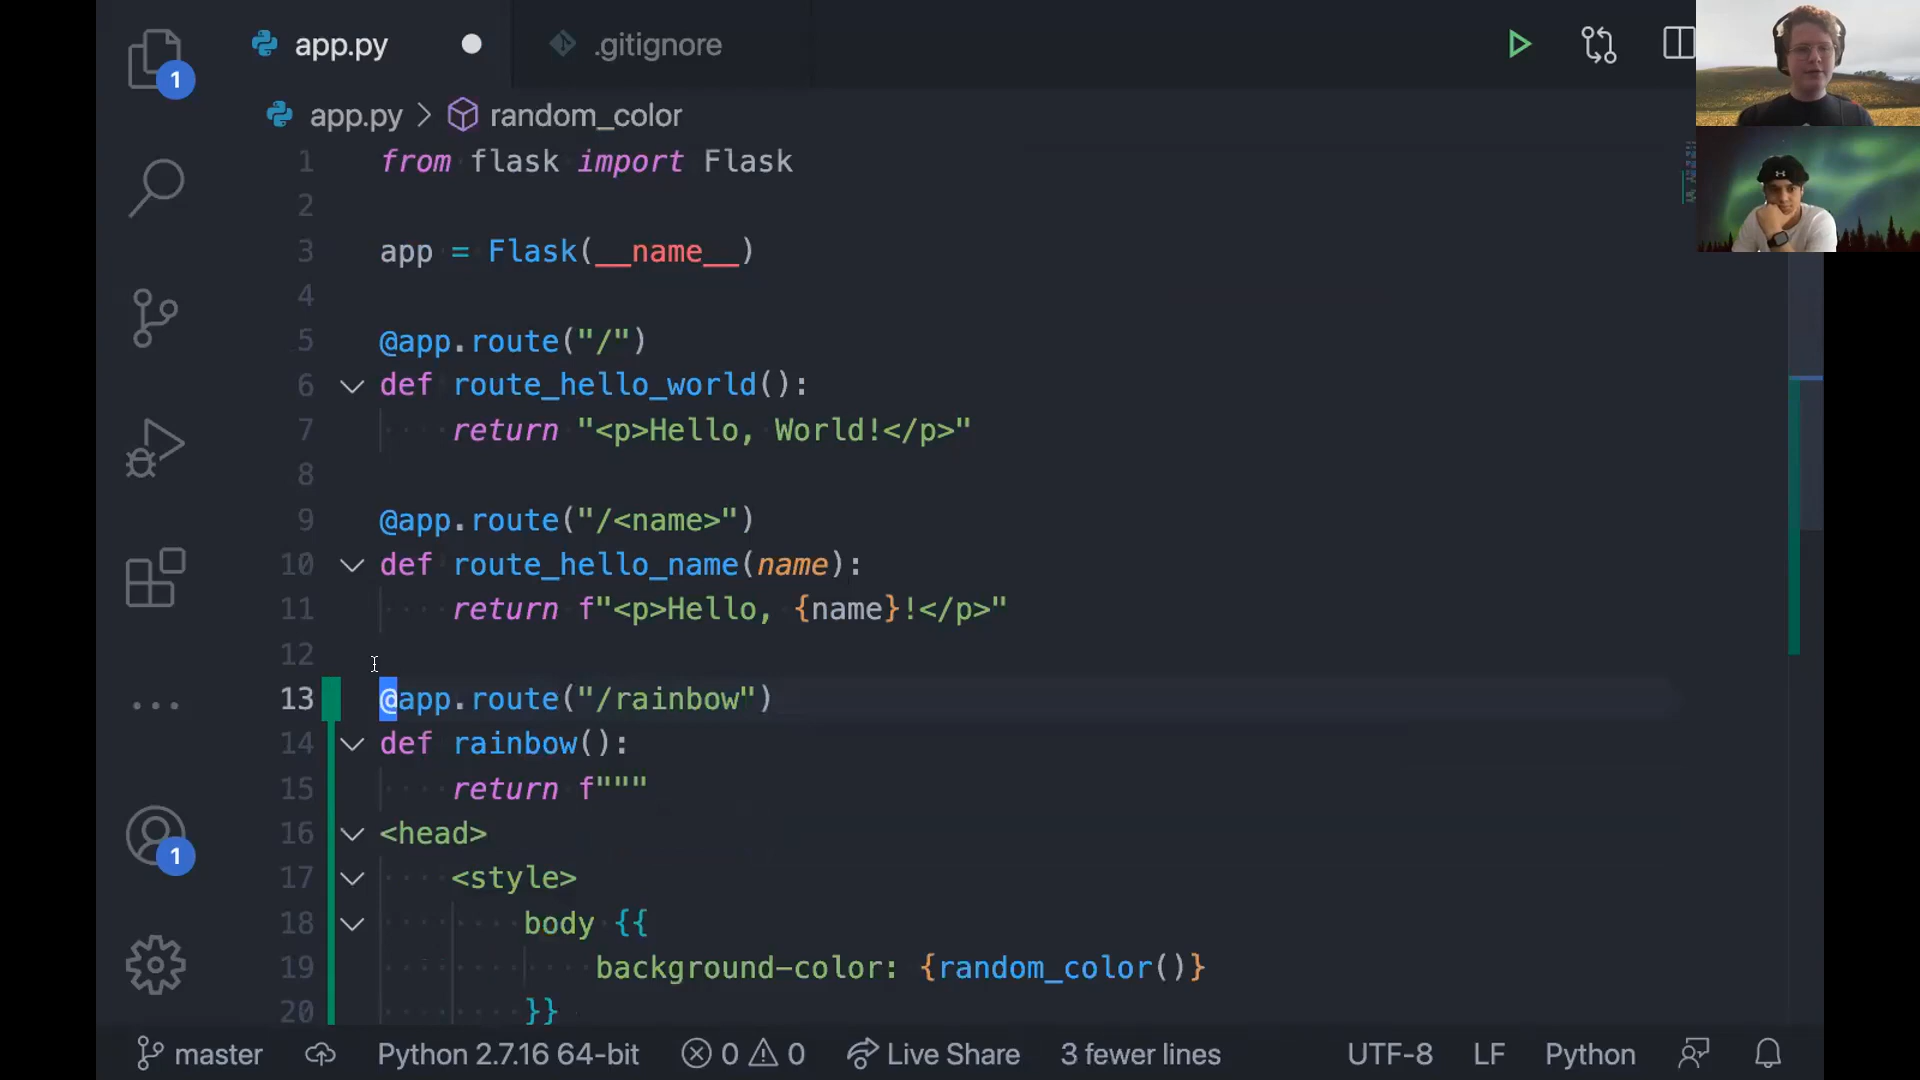 app.py
.gitignore
app.py > random_color
1 from flask import Flask
2
3 app = Flask(__name__)
4
5 @app.route("/")
6 def route_hello_world():
7 return "<p>Hello, World!</p>"
8
9 @app.route("/<name>")
10 def route_hello_name(name):
11 return f"<p>Hello, {name}!</p>"
12
13 @app.route("/rainbow")
14 def rainbow():
15 return f"""
16 <head>
17 <style>
18 body {{
19 background-color: {random_color()}
20 }}
1
1
master
Python 2.7.16 64-bit
0
0
Live Share
3 fewer lines
UTF-8
LF
Python